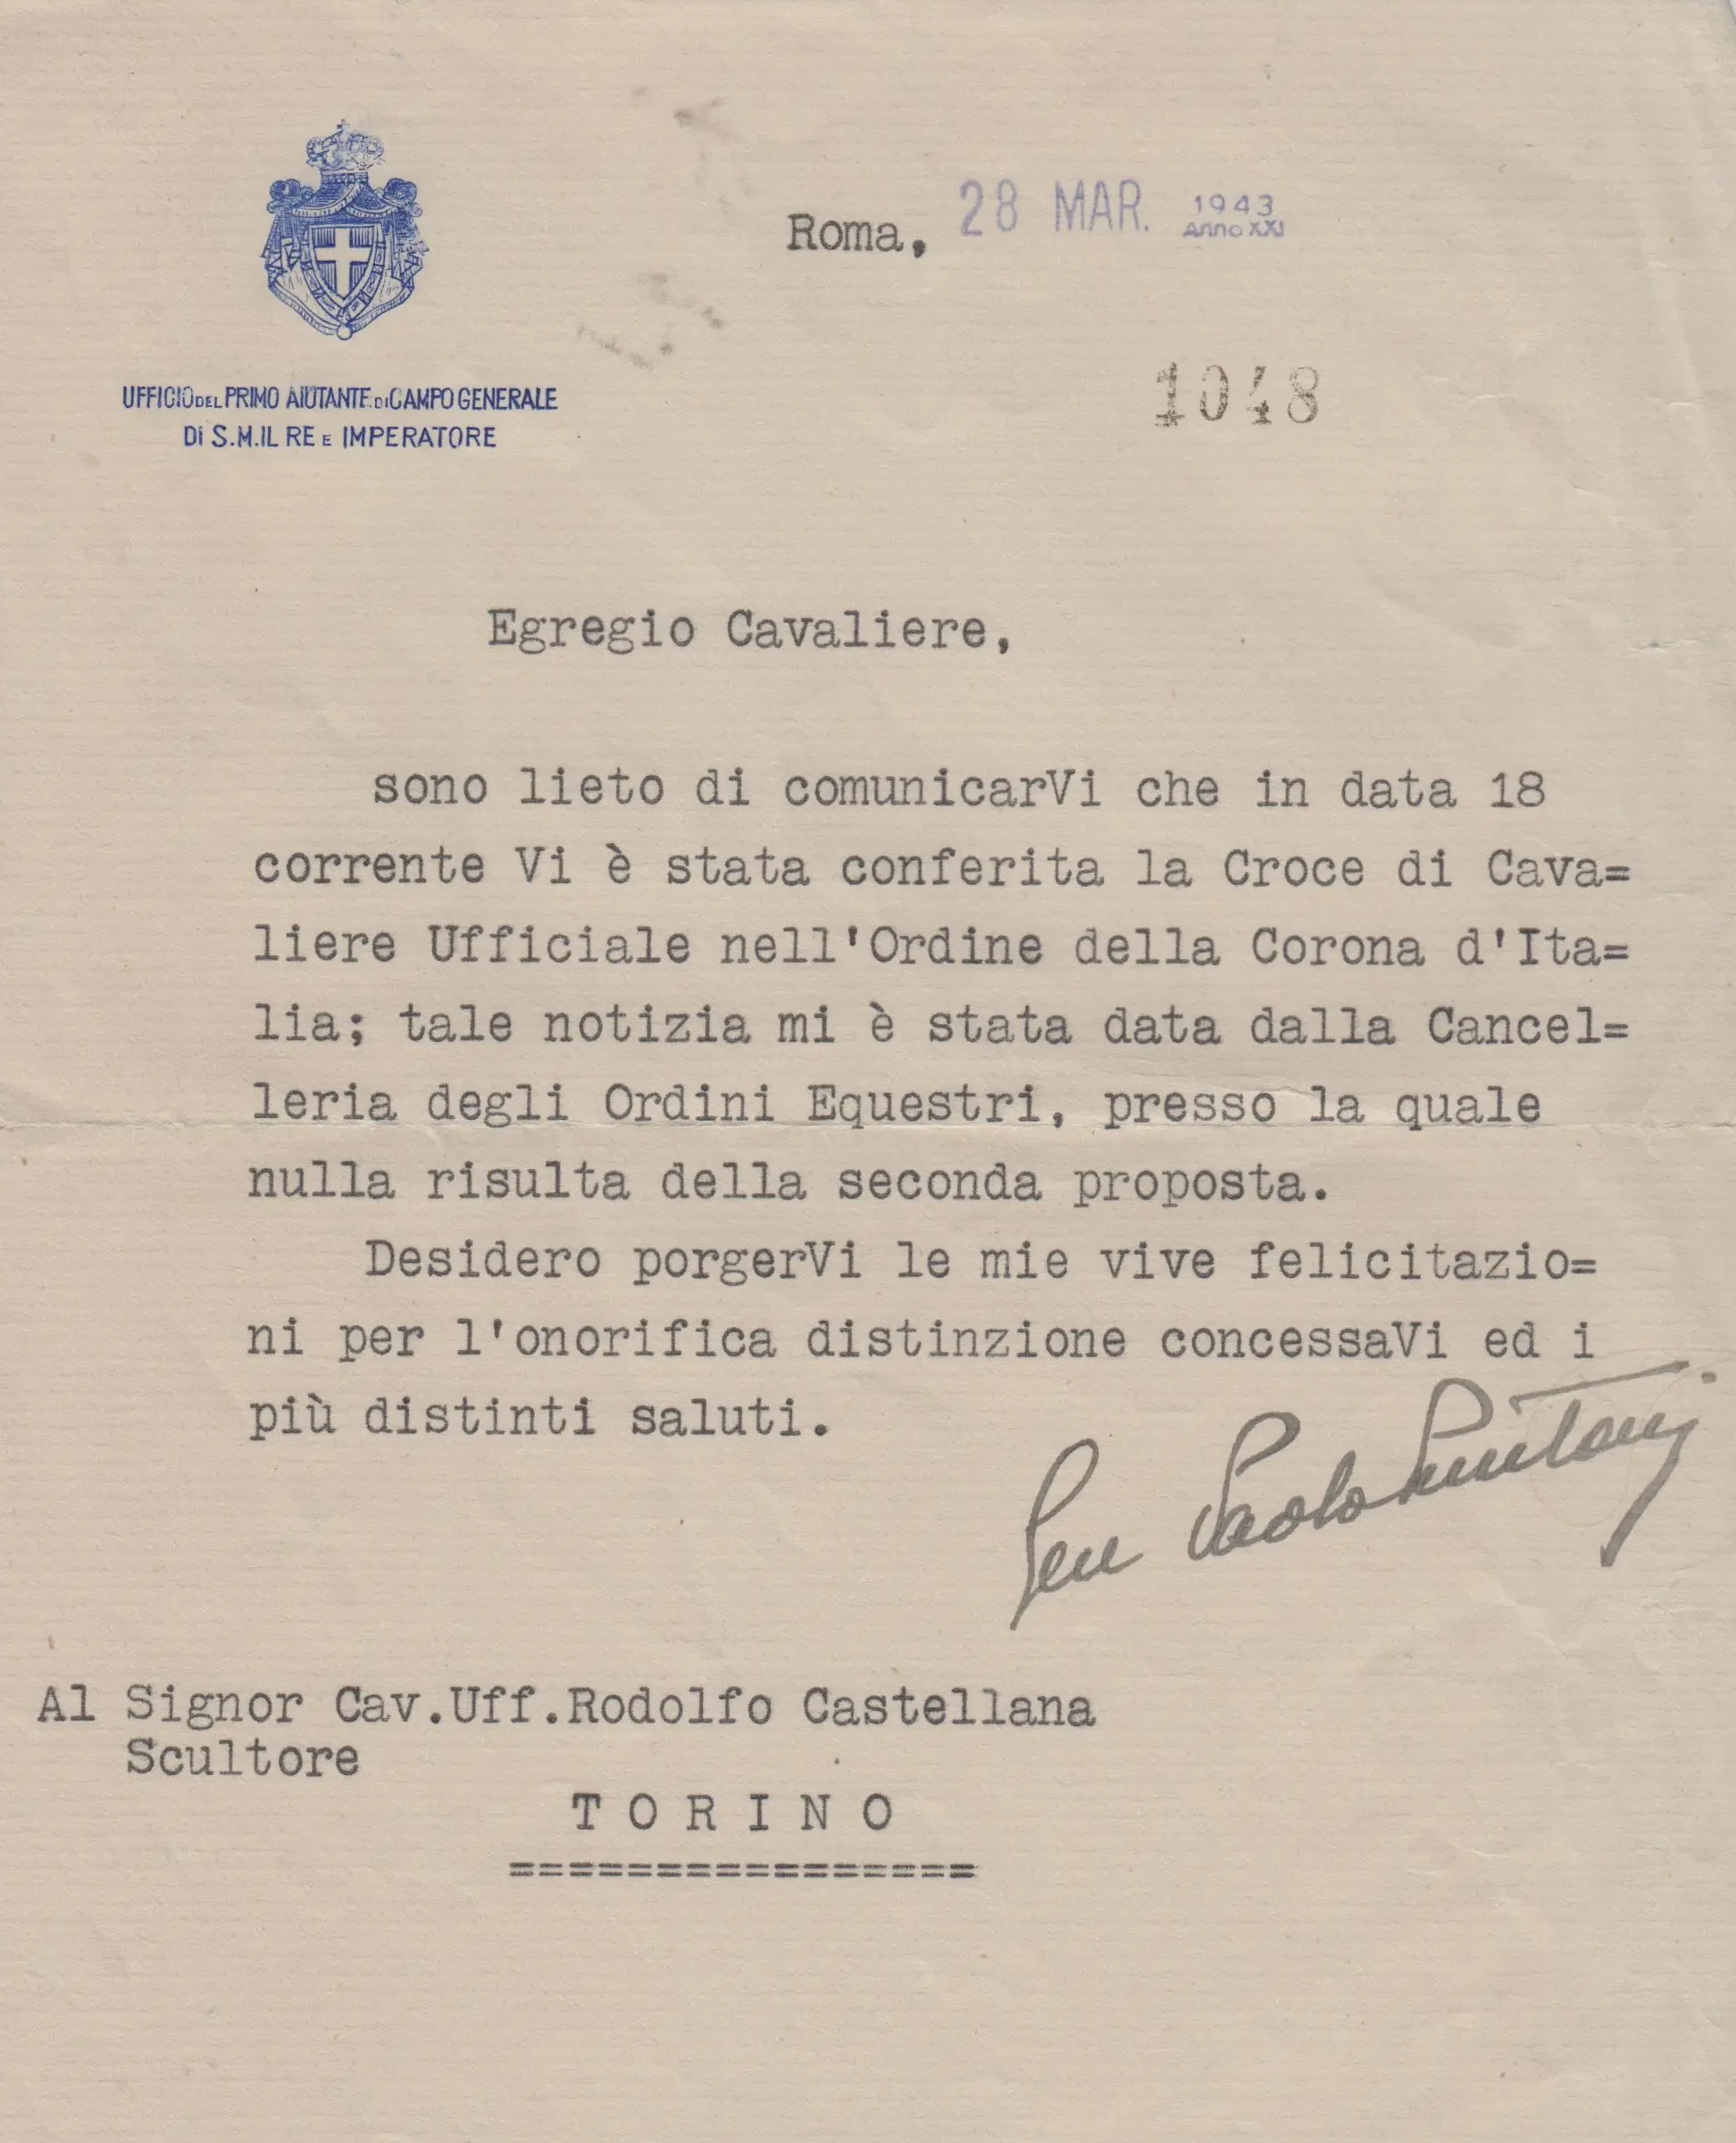 Roma, 28 MAR. 1943
Anno XXI
UFFICIO DEL PRIMO AIUTANTE DI CAMPO GENERALE
DI S.M. IL RE E IMPERATORE
1048
Egregio Cavaliere,
sono lieto di comunicarVi che in data 18
corrente Vi è stata conferita la Croce di Cava=
liere Ufficiale nell'Ordine della Corona d'Ita=
lia; tale notizia mi è stata data dalla Cancel=
leria degli Ordini Equestri, presso la quale
nulla risulta della seconda proposta.
Desidero porgerVi le mie vive felicitazio=
ni per l'onorifica distinzione concessaVi ed i
più distinti saluti.
Gen Paolo Puntoni
Al Signor Cav.Uff.Rodolfo Castellana
Scultore
T O R I N O
================